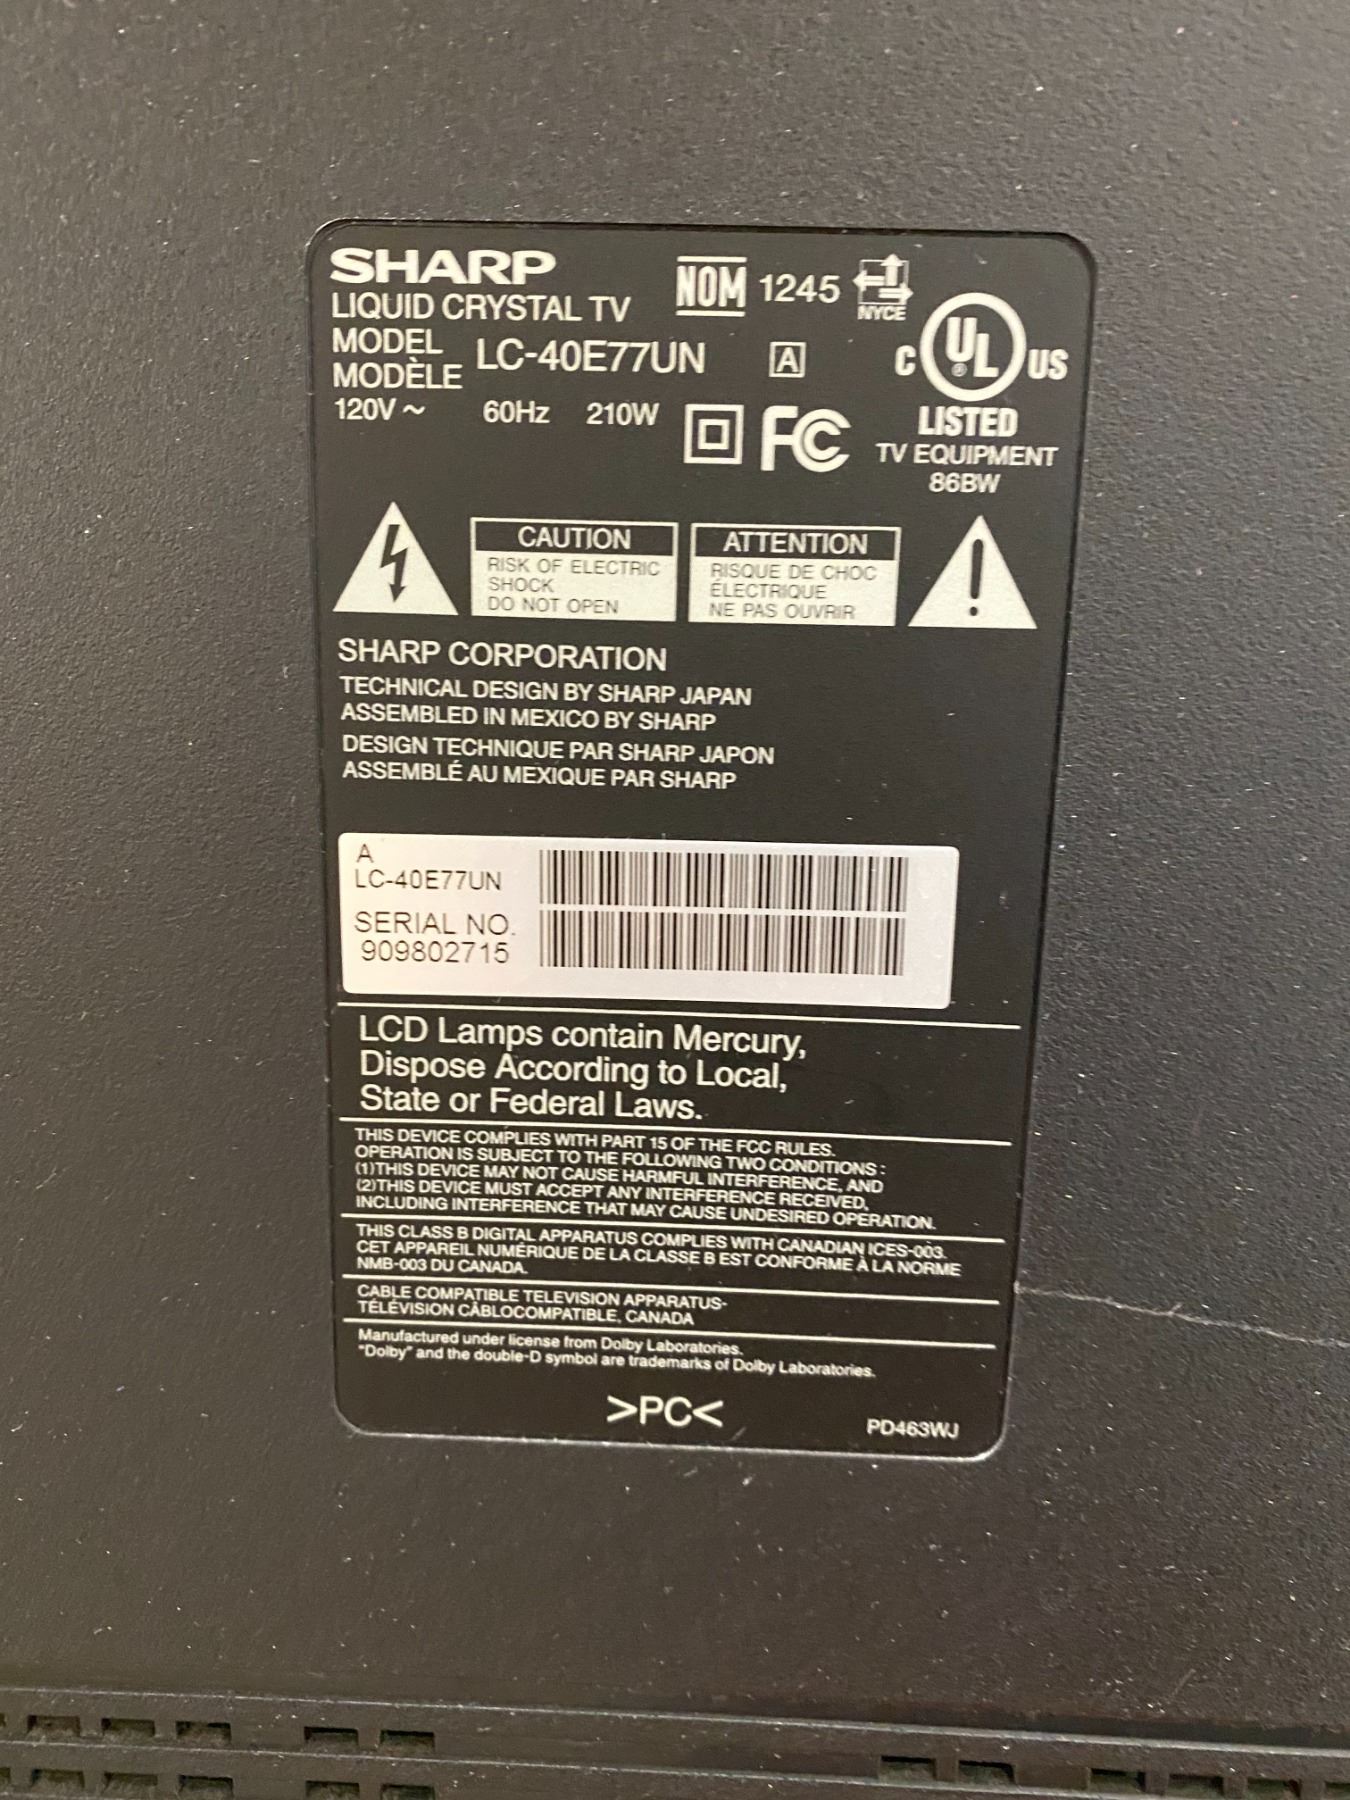 SHARP
LIQUID CRYSTAL TV
NOM 1245 NYCE
MODEL
MODÈLE
LC-40E77UN A
C UL ® US
LISTED
TV EQUIPMENT
86BW
120V ~ 60Hz 210W FC
CAUTION
RISK OF ELECTRIC
SHOCK
DO NOT OPEN
ATTENTION
RISQUE DE CHOC
ÉLECTRIQUE
NE PAS OUVRIR
SHARP CORPORATION
TECHNICAL DESIGN BY SHARP JAPAN
ASSEMBLED IN MEXICO BY SHARP
DESIGN TECHNIQUE PAR SHARP JAPON
ASSEMBLÉ AU MEXIQUE PAR SHARP
A
LC-40E77UN
SERIAL NO.
909802715
LCD Lamps contain Mercury,
Dispose According to Local,
State or Federal Laws.
THIS DEVICE COMPLIES WITH PART 15 OF THE FCC RULES.
OPERATION IS SUBJECT TO THE FOLLOWING TWO CONDITIONS :
(1)THIS DEVICE MAY NOT CAUSE HARMFUL INTERFERENCE, AND
(2)THIS DEVICE MUST ACCEPT ANY INTERFERENCE RECEIVED,
INCLUDING INTERFERENCE THAT MAY CAUSE UNDESIRED OPERATION.
THIS CLASS B DIGITAL APPARATUS COMPLIES WITH CANADIAN ICES-003.
CET APPAREIL NUMÉRIQUE DE LA CLASSE B EST CONFORME À LA NORME
NMB-003 DU CANADA.
CABLE COMPATIBLE TELEVISION APPARATUS-
TÉLÉVISION CÂBLOCOMPATIBLE, CANADA
Manufactured under license from Dolby Laboratories.
"Dolby" and the double-D symbol are trademarks of Dolby Laboratories.
>PC<
PD463WJ